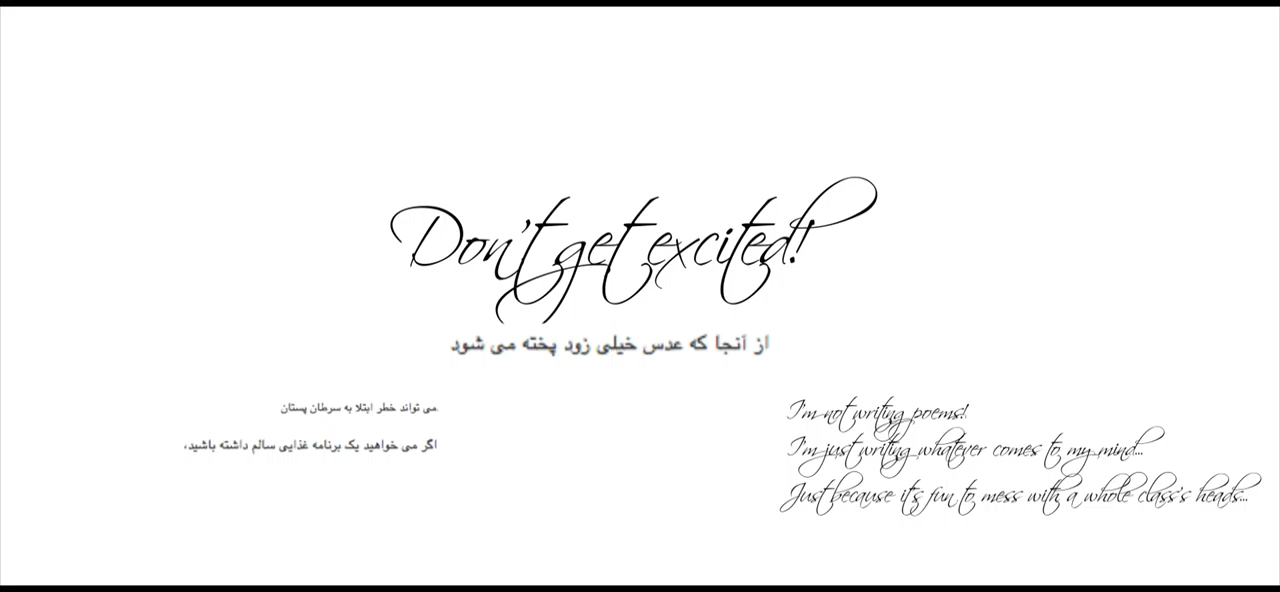 Don't get excited!
از آنجا که عدس خیلی زود پخته می شود
می تواند خطر ابتلا به سرطان پستان.
اگر می خواهید یک برنامه غذایی سالم داشته باشید،
I'm not writing poems!
I'm just writing whatever comes to my mind...
Just because it's fun to mess with a whole class's heads...